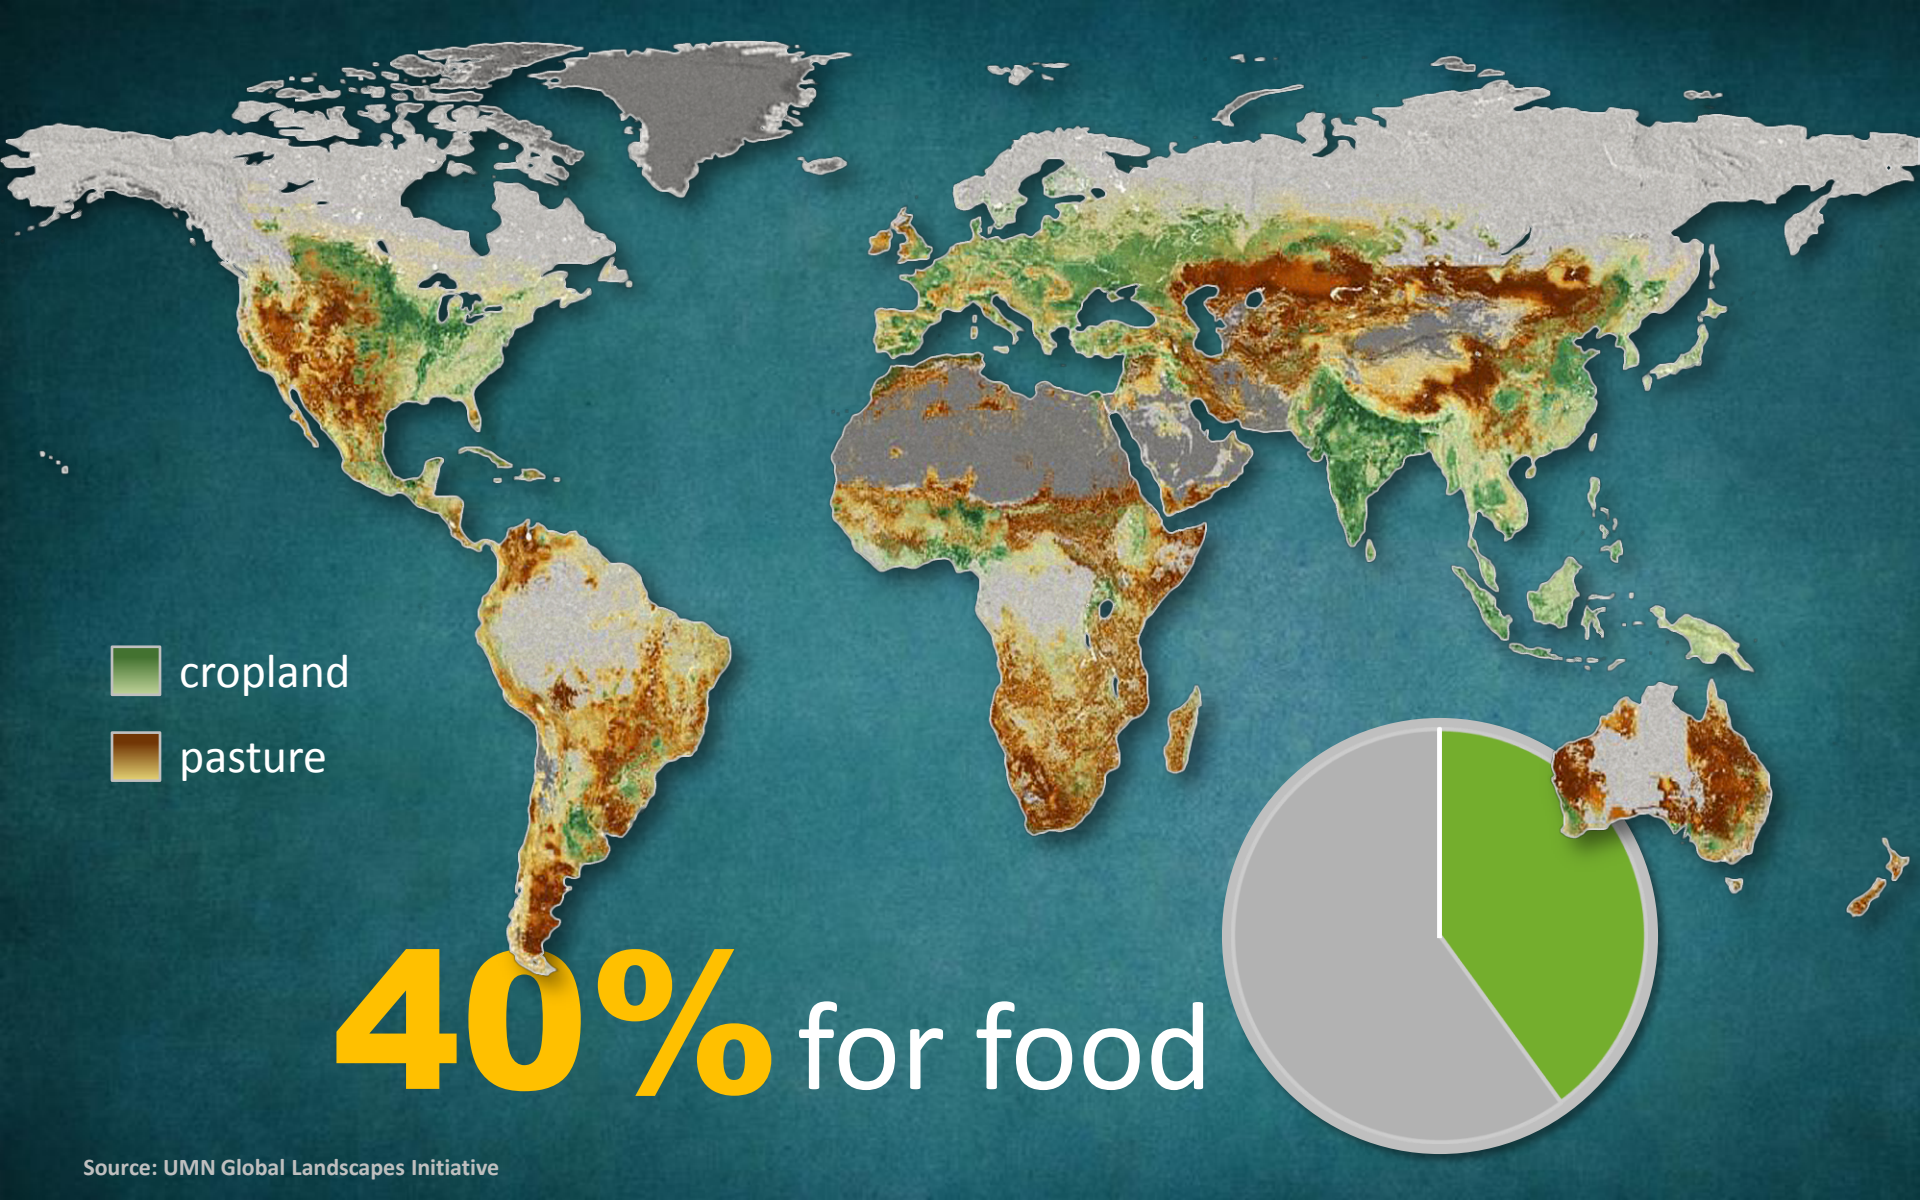 cropland
pasture
40% for food
Source: UMN Global Landscapes Initiative